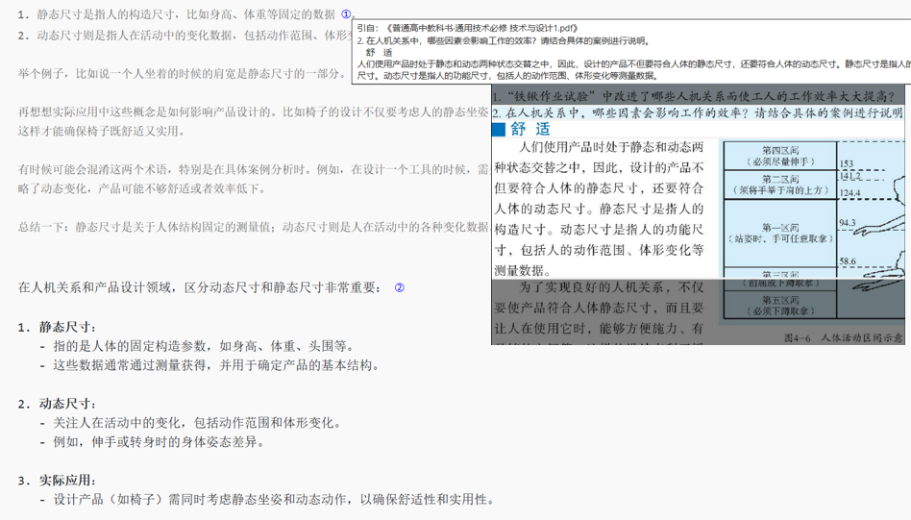 1. 静态尺寸是指人的构造尺寸，比如身高、体重等固定的数据 ①。
2. 动态尺寸则是指人在活动中的变化数据，包括动作范围、体形
举个例子，比如说一个人坐着的时候的肩宽是静态尺寸的一部分。
再想想实际应用中这些概念是如何影响产品设计的。比如椅子的设计不仅要考虑人的静态坐姿
这样才能确保椅子既舒适又实用。
有时候可能会混淆这两个术语，特别是在具体案例分析时。例如，在设计一个工具的时候，需
略了动态变化，产品可能不够舒适或者效率低下。
总结一下：静态尺寸是关于人体结构固定的测量值；动态尺寸则是人在活动中的各种变化数据
引自：《普通高中教科书·通用技术必修 技术与设计1.pdf》
2. 在人机关系中，哪些因素会影响工作的效率？请结合具体的案例进行说明。
舒 适
人们使用产品时处于静态和动态两种状态交替之中，因此，设计的产品不但要符合人体的静态尺寸，还要符合人体的动态尺寸。静态尺寸是指人的
尺寸。动态尺寸是指人的功能尺寸，包括人的动作范围、体形变化等测量数据。
1. “铁锹作业试验”中改进了哪些人机关系而使工人的工作效率大大提高？
2. 在人机关系中，哪些因素会影响工作的效率？请结合具体的案例进行说明
舒 适
人们使用产品时处于静态和动态两
种状态交替之中，因此，设计的产品不
但要符合人体的静态尺寸，还要符合
人体的动态尺寸。静态尺寸是指人的
构造尺寸。动态尺寸是指人的功能尺
寸，包括人的动作范围、体形变化等
测量数据。
为了实现良好的人机关系，不仅
要使产品符合人体静态尺寸，而且要
让人在使用它时，能够方便施力、有
第四区间
（必须尽量伸手）
153
第二区间
（须将手举于肩的上方）
141.2
124.4
第一区间
（站姿时，手可任意取拿）
94.3
58.6
第三区间
第五区间
（必须下蹲取拿）
图4-6 人体活动区间示意
在人机关系和产品设计领域，区分动态尺寸和静态尺寸非常重要： ②
1. 静态尺寸：
- 指的是人体的固定构造参数，如身高、体重、头围等。
- 这些数据通常通过测量获得，并用于确定产品的基本结构。
2. 动态尺寸：
- 关注人在活动中的变化，包括动作范围和体形变化。
- 例如，伸手或转身时的身体姿态差异。
3. 实际应用：
- 设计产品（如椅子）需同时考虑静态坐姿和动态动作，以确保舒适性和实用性。